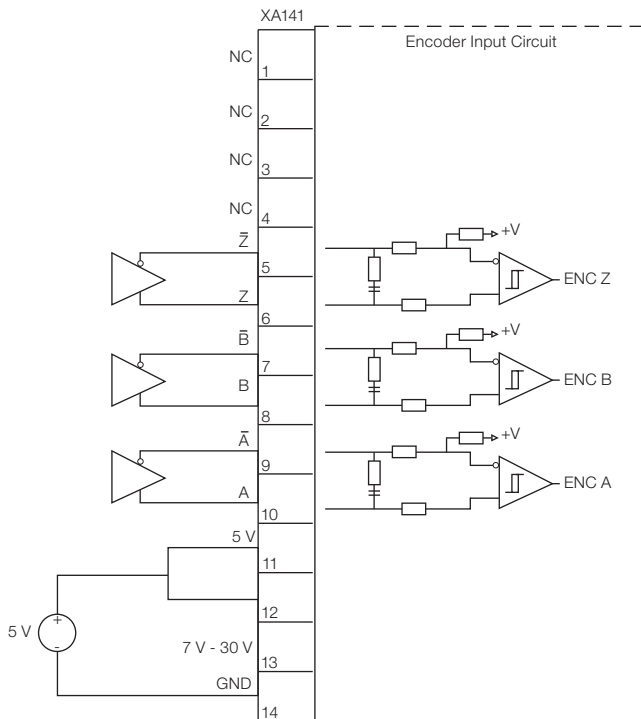 XA141
Encoder Input Circuit
NC
1
NC
2
NC
3
NC
4
Z̅
5
Z
6
B̅
7
B
8
A̅
9
A
10
5 V
11
12
7 V - 30 V
13
GND
14
+V
ENC Z
+V
ENC B
+V
ENC A
5 V
+
-